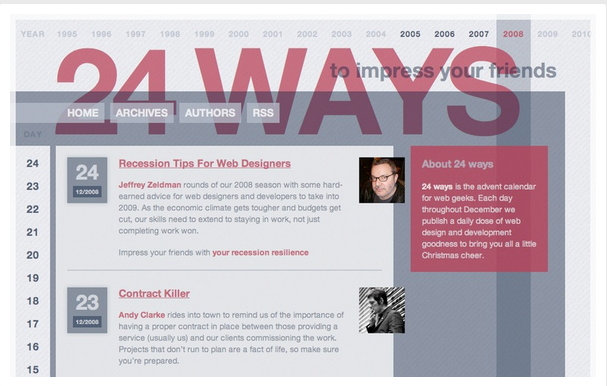 YEAR 1995 1996 1997 1998 1999 2000 2001 2002 2003 2004 2005 2006 2007 2008 2009 2010
24 WAYS
to impress your friends
HOME ARCHIVES AUTHORS RSS
DAY
24
23
22
21
20
19
18
17
16
15
24
12/2008
Recession Tips For Web Designers
Jeffrey Zeldman rounds of our 2008 season with some hard-
earned advice for web designers and developers to take into
2009. As the economic climate gets tougher and budgets get
cut, our skills need to extend to staying in work, not just
completing work won.
Impress your friends with your recession resilience
23
12/2008
Contract Killer
Andy Clarke rides into town to remind us of the importance of
having a proper contract in place between those providing a
service (usually us) and our clients commissioning the work.
Projects that don't run to plan are a fact of life, so make sure
you're prepared.
About 24 ways
24 ways is the advent calendar
for web geeks. Each day
throughout December we
publish a daily dose of web
design and development
goodness to bring you all a little
Christmas cheer.